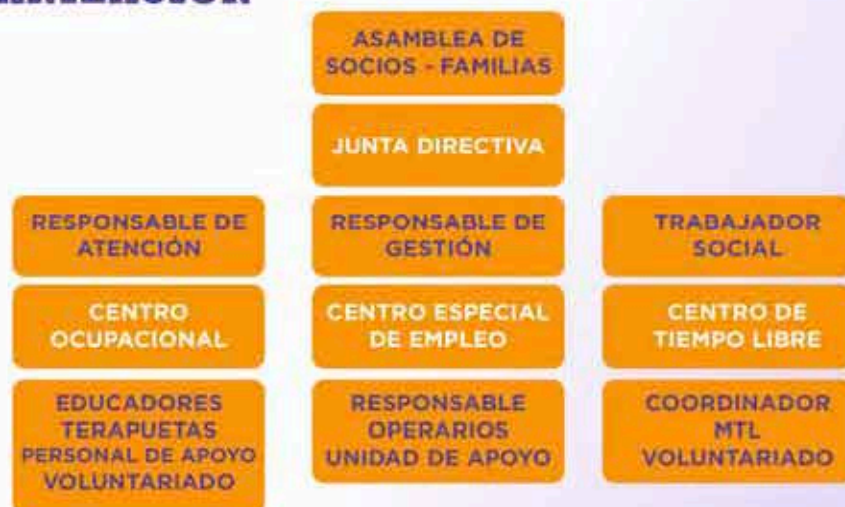 ASAMBLEA DE
SOCIOS - FAMILIAS
JUNTA DIRECTIVA
RESPONSABLE DE
ATENCIÓN
RESPONSABLE DE
GESTIÓN
TRABAJADOR
SOCIAL
CENTRO
OCUPACIONAL
CENTRO ESPECIAL
DE EMPLEO
CENTRO DE
TIEMPO LIBRE
EDUCADORES
TERAPUETAS
PERSONAL DE APOYO
VOLUNTARIADO
RESPONSABLE
OPERARIOS
UNIDAD DE APOYO
COORDINADOR
MTL
VOLUNTARIADO